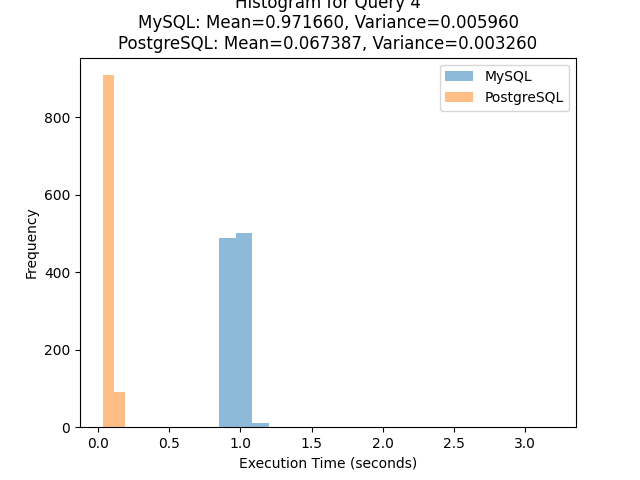 Histogram for Query 4
MySQL: Mean=0.971660, Variance=0.005960
PostgreSQL: Mean=0.067387, Variance=0.003260
MySQL
PostgreSQL
800
600
400
200
0
Frequency
0.0 0.5 1.0 1.5 2.0 2.5 3.0
Execution Time (seconds)